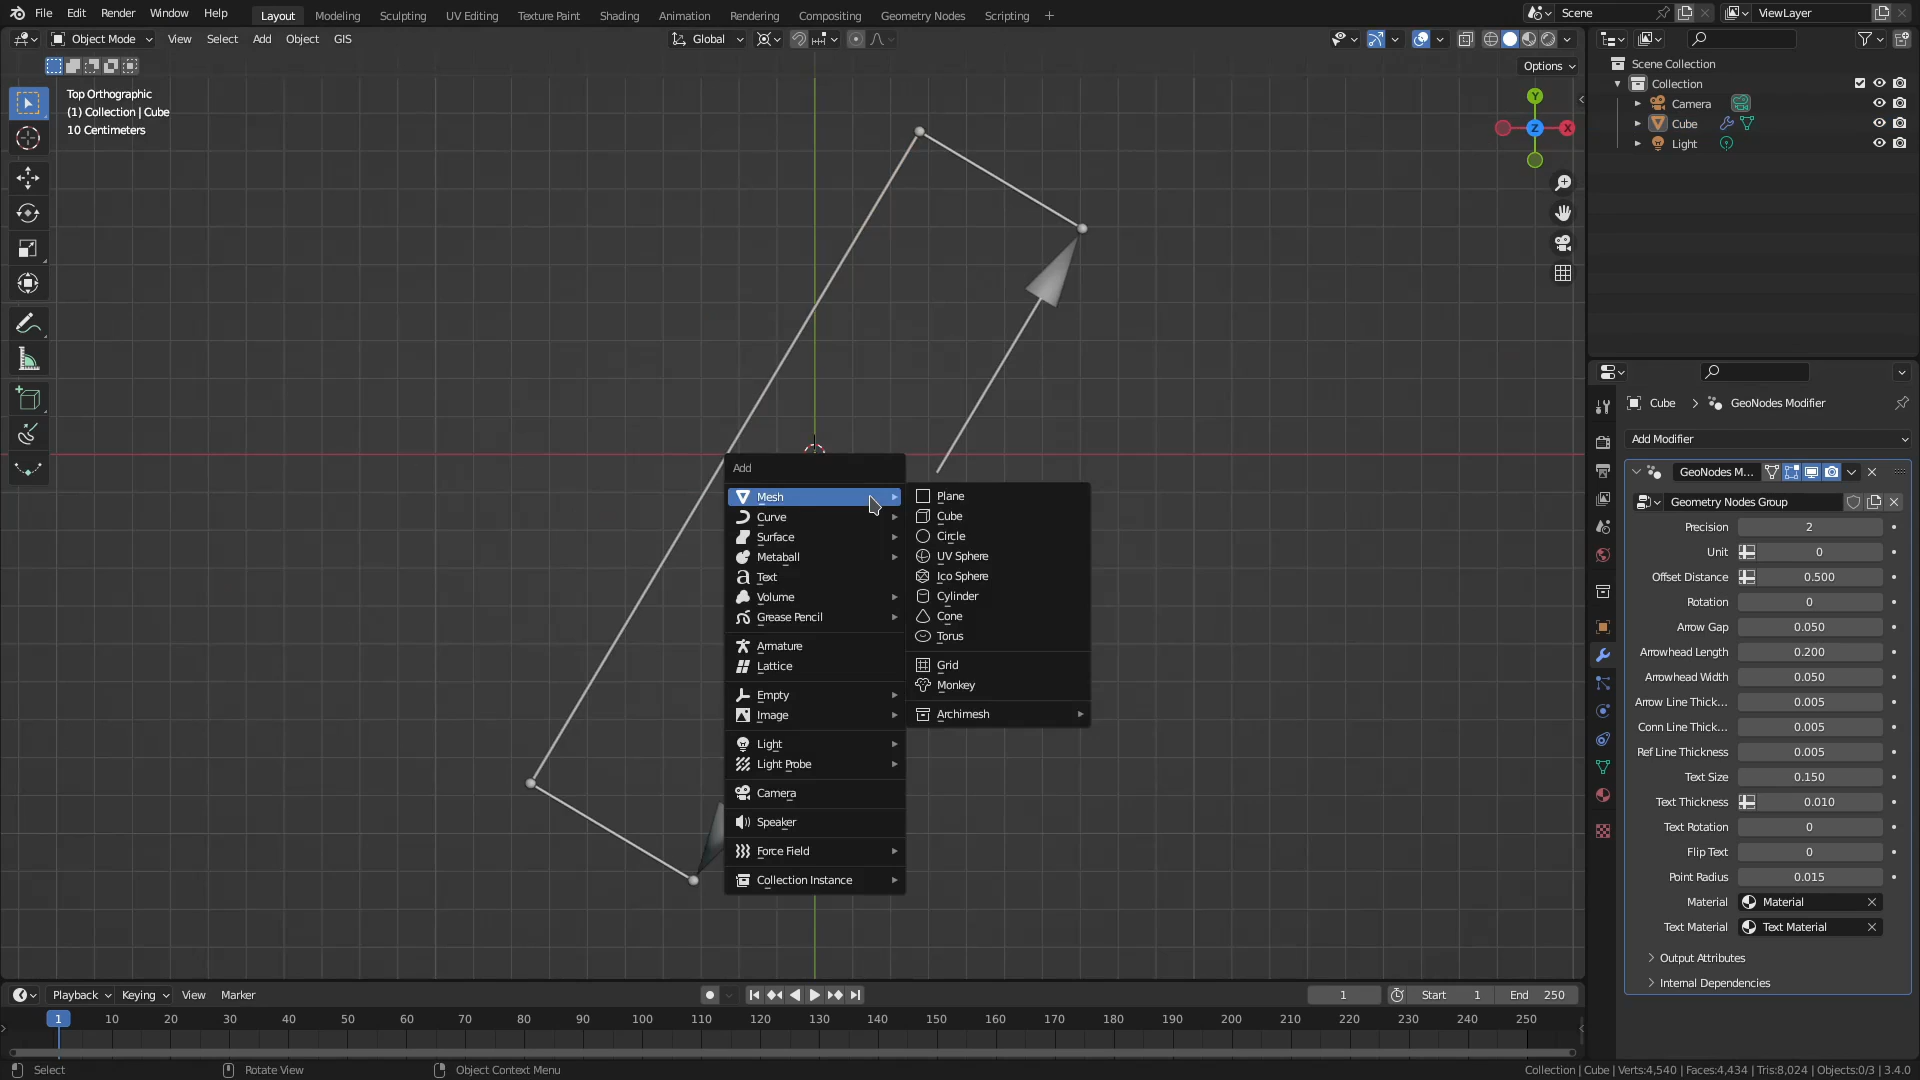 File Edit Render Window Help Layout Modeling Sculpting UV Editing Texture Paint Shading Animation Rendering Compositing Geometry Nodes Scripting + Scene ViewLayer
Object Mode View Select Add Object GIS Global
Options
Top Orthographic
(1) Collection | Cube
10 Centimeters
Y
X
Z
Add
Mesh
Curve
Surface
Metaball
Text
Volume
Grease Pencil
Armature
Lattice
Empty
Image
Light
Light Probe
Camera
Speaker
Force Field
Collection Instance
Plane
Cube
Circle
UV Sphere
Ico Sphere
Cylinder
Cone
Torus
Grid
Monkey
Archimesh
Scene Collection
Collection
Camera
Cube
Light
Cube > GeoNodes Modifier
Add Modifier
GeoNodes M...
Geometry Nodes Group
Precision 2
Unit 0
Offset Distance 0.500
Rotation 0
Arrow Gap 0.050
Arrowhead Length 0.200
Arrowhead Width 0.050
Arrow Line Thick... 0.005
Conn Line Thick... 0.005
Ref Line Thickness 0.005
Text Size 0.150
Text Thickness 0.010
Text Rotation 0
Flip Text 0
Point Radius 0.015
Material Material
Text Material Text Material
Output Attributes
Internal Dependencies
Playback Keying View Marker 1 Start 1 End 250
1 10 20 30 40 50 60 70 80 90 100 110 120 130 140 150 160 170 180 190 200 210 220 230 240 250
Select Rotate View Object Context Menu Collection | Cube | Verts:4,540 | Faces:4,434 | Tris:8,024 | Objects:0/3 | 3.4.0